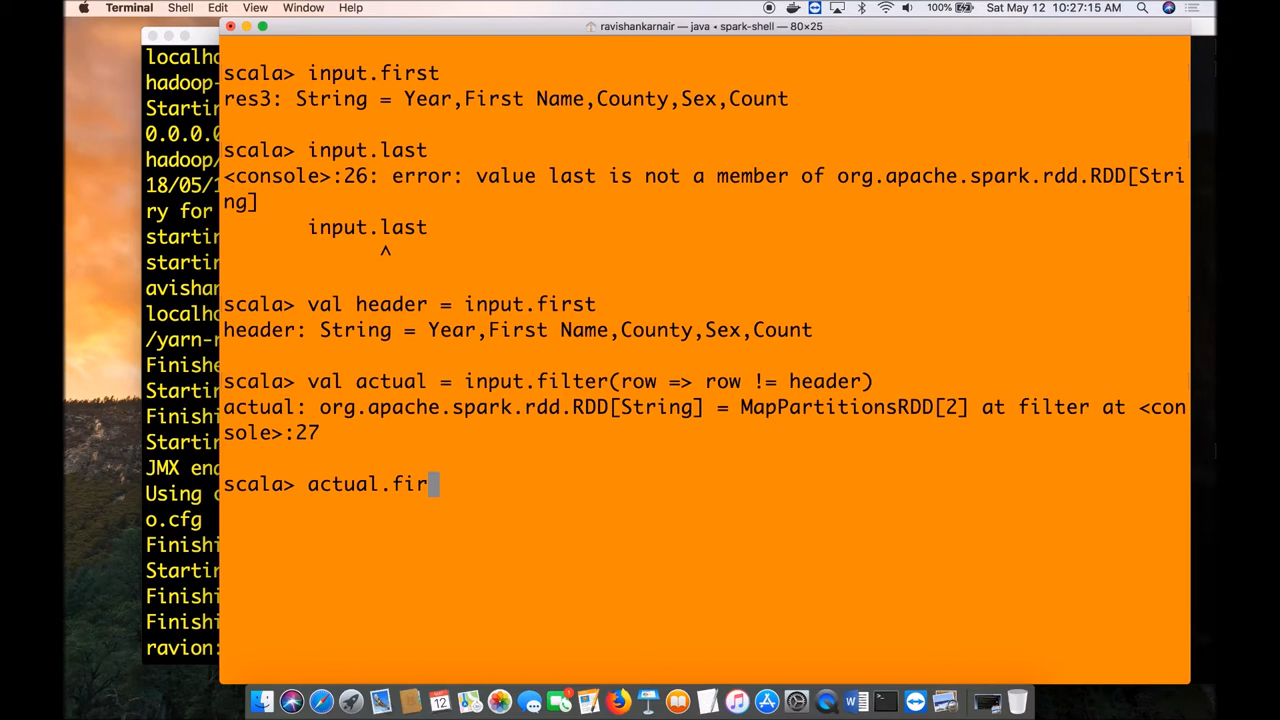 Terminal Shell Edit View Window Help 100% Sat May 12 10:27:15 AM
ravishankarnair — java • spark-shell — 80×25
localho
hadoop-
Startin
0.0.0.0
hadoop/
18/05/1
ry for
startin
startin
avishan
localho
/yarn-r
Finishe
Startin
Finishi
Startin
JMX ena
Using c
o.cfg
Finishi
Startin
Finishi
Finishi
ravion:
scala> input.first
res3: String = Year,First Name,County,Sex,Count
scala> input.last
<console>:26: error: value last is not a member of org.apache.spark.rdd.RDD[Stri
ng]
input.last
^
scala> val header = input.first
header: String = Year,First Name,County,Sex,Count
scala> val actual = input.filter(row => row != header)
actual: org.apache.spark.rdd.RDD[String] = MapPartitionsRDD[2] at filter at <con
sole>:27
scala> actual.fir